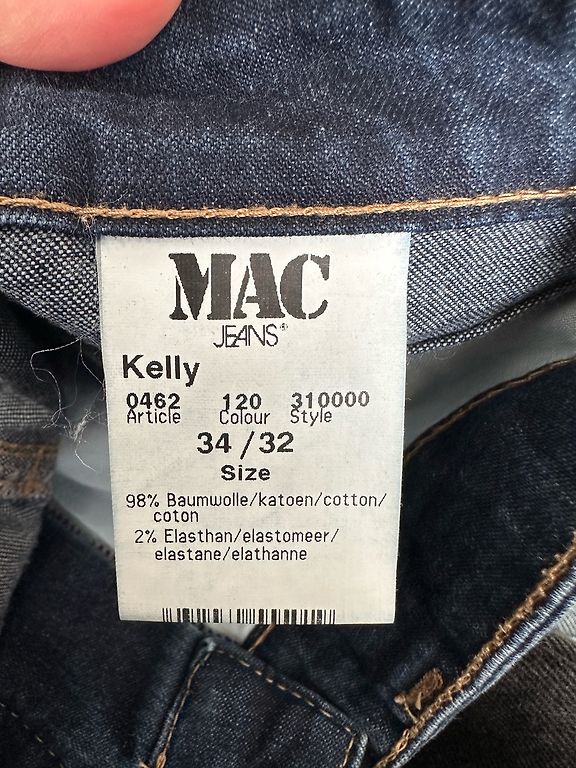 MAC
JEANS®
Kelly
0462 120 310000
Article Colour Style
34 / 32
Size
98% Baumwolle/katoen/cotton/
coton
2% Elasthan/elastomeer/
elastane/elathanne